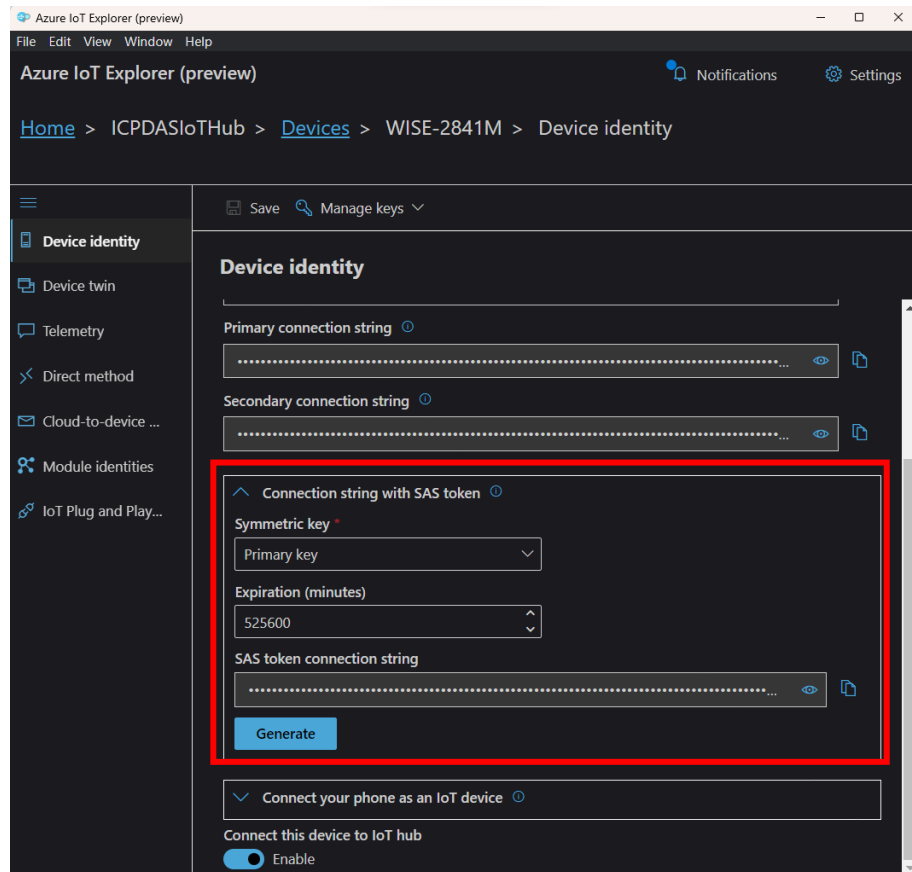 Azure IoT Explorer (preview)
File Edit View Window Help
Azure IoT Explorer (preview)
Notifications
Settings
Home > ICPDASIoTHub > Devices > WISE-2841M > Device identity
Save
Manage keys
Device identity
Device twin
Telemetry
Direct method
Cloud-to-device ...
Module identities
IoT Plug and Play...
Device identity
Primary connection string
Secondary connection string
Connection string with SAS token
Symmetric key *
Primary key
Expiration (minutes)
525600
SAS token connection string
Generate
Connect your phone as an IoT device
Connect this device to IoT hub
Enable